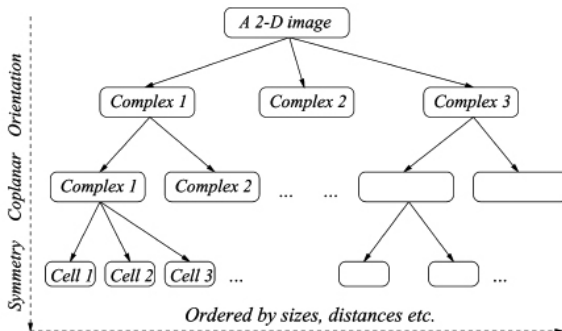 A 2-D image
Orientation
Complex 1
Complex 2
Complex 3
Coplanar
Complex 1
Complex 2
...
...
Symmetry
Cell 1
Cell 2
Cell 3
...
...
Ordered by sizes, distances etc.